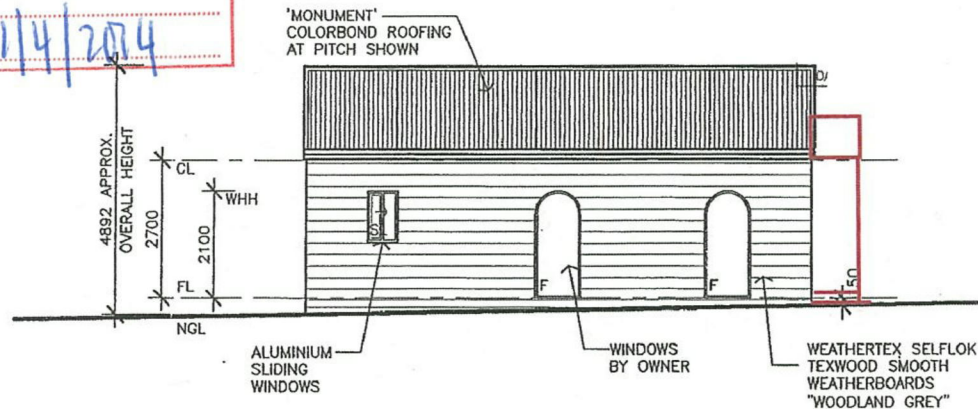 /4/2014
'MONUMENT'
COLORBOND ROOFING
AT PITCH SHOWN
4892 APPROX.
OVERALL HEIGHT
2700
2100
CL
WHH
FL
NGL
S
F
F
50
ALUMINIUM
SLIDING
WINDOWS
WINDOWS
BY OWNER
WEATHERTEX SELFLOK
TEXWOOD SMOOTH
WEATHERBOARDS
"WOODLAND GREY"